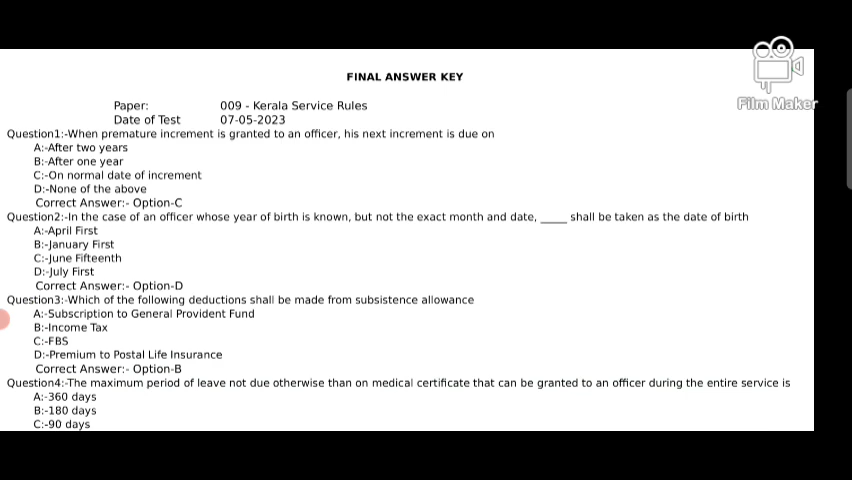 FINAL ANSWER KEY
Paper: 009 - Kerala Service Rules
Date of Test 07-05-2023
Question1:-When premature increment is granted to an officer, his next increment is due on
A:-After two years
B:-After one year
C:-On normal date of increment
D:-None of the above
Correct Answer:- Option-C
Question2:-In the case of an officer whose year of birth is known, but not the exact month and date, _____ shall be taken as the date of birth
A:-April First
B:-January First
C:-June Fifteenth
D:-July First
Correct Answer:- Option-D
Question3:-Which of the following deductions shall be made from subsistence allowance
A:-Subscription to General Provident Fund
B:-Income Tax
C:-FBS
D:-Premium to Postal Life Insurance
Correct Answer:- Option-B
Question4:-The maximum period of leave not due otherwise than on medical certificate that can be granted to an officer during the entire service is
A:-360 days
B:-180 days
C:-90 days
Film Maker